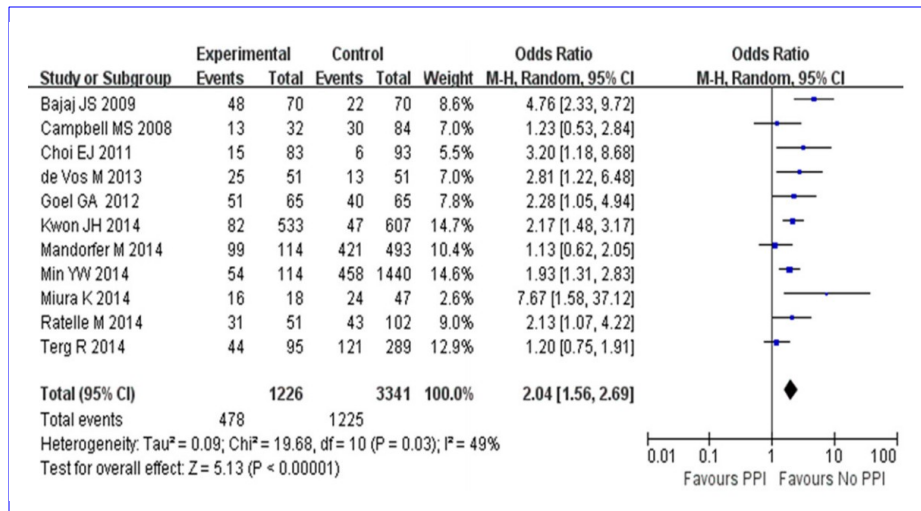 Experimental Control Odds Ratio Odds Ratio
Study or Subgroup Events Total Events Total Weight M-H, Random, 95% CI M-H, Random, 95% CI
Bajaj JS 2009 48 70 22 70 8.6% 4.76 [2.33, 9.72]
Campbell MS 2008 13 32 30 84 7.0% 1.23 [0.53, 2.84]
Choi EJ 2011 15 83 6 93 5.5% 3.20 [1.18, 8.68]
de Vos M 2013 25 51 13 51 7.0% 2.81 [1.22, 6.48]
Goel GA 2012 51 65 40 65 7.8% 2.28 [1.05, 4.94]
Kwon JH 2014 82 533 47 607 14.7% 2.17 [1.48, 3.17]
Mandorfer M 2014 99 114 421 493 10.4% 1.13 [0.62, 2.05]
Min YW 2014 54 114 458 1440 14.6% 1.93 [1.31, 2.83]
Miura K 2014 16 18 24 47 2.6% 7.67 [1.58, 37.12]
Ratelle M 2014 31 51 43 102 9.0% 2.13 [1.07, 4.22]
Terg R 2014 44 95 121 289 12.9% 1.20 [0.75, 1.91]
Total (95% CI) 1226 3341 100.0% 2.04 [1.56, 2.69]
Total events 478 1225
Heterogeneity: Tau² = 0.09; Chi² = 19.68, df = 10 (P = 0.03); I² = 49%
Test for overall effect: Z = 5.13 (P < 0.00001)
0.01 0.1 1 10 100
Favours PPI Favours No PPI